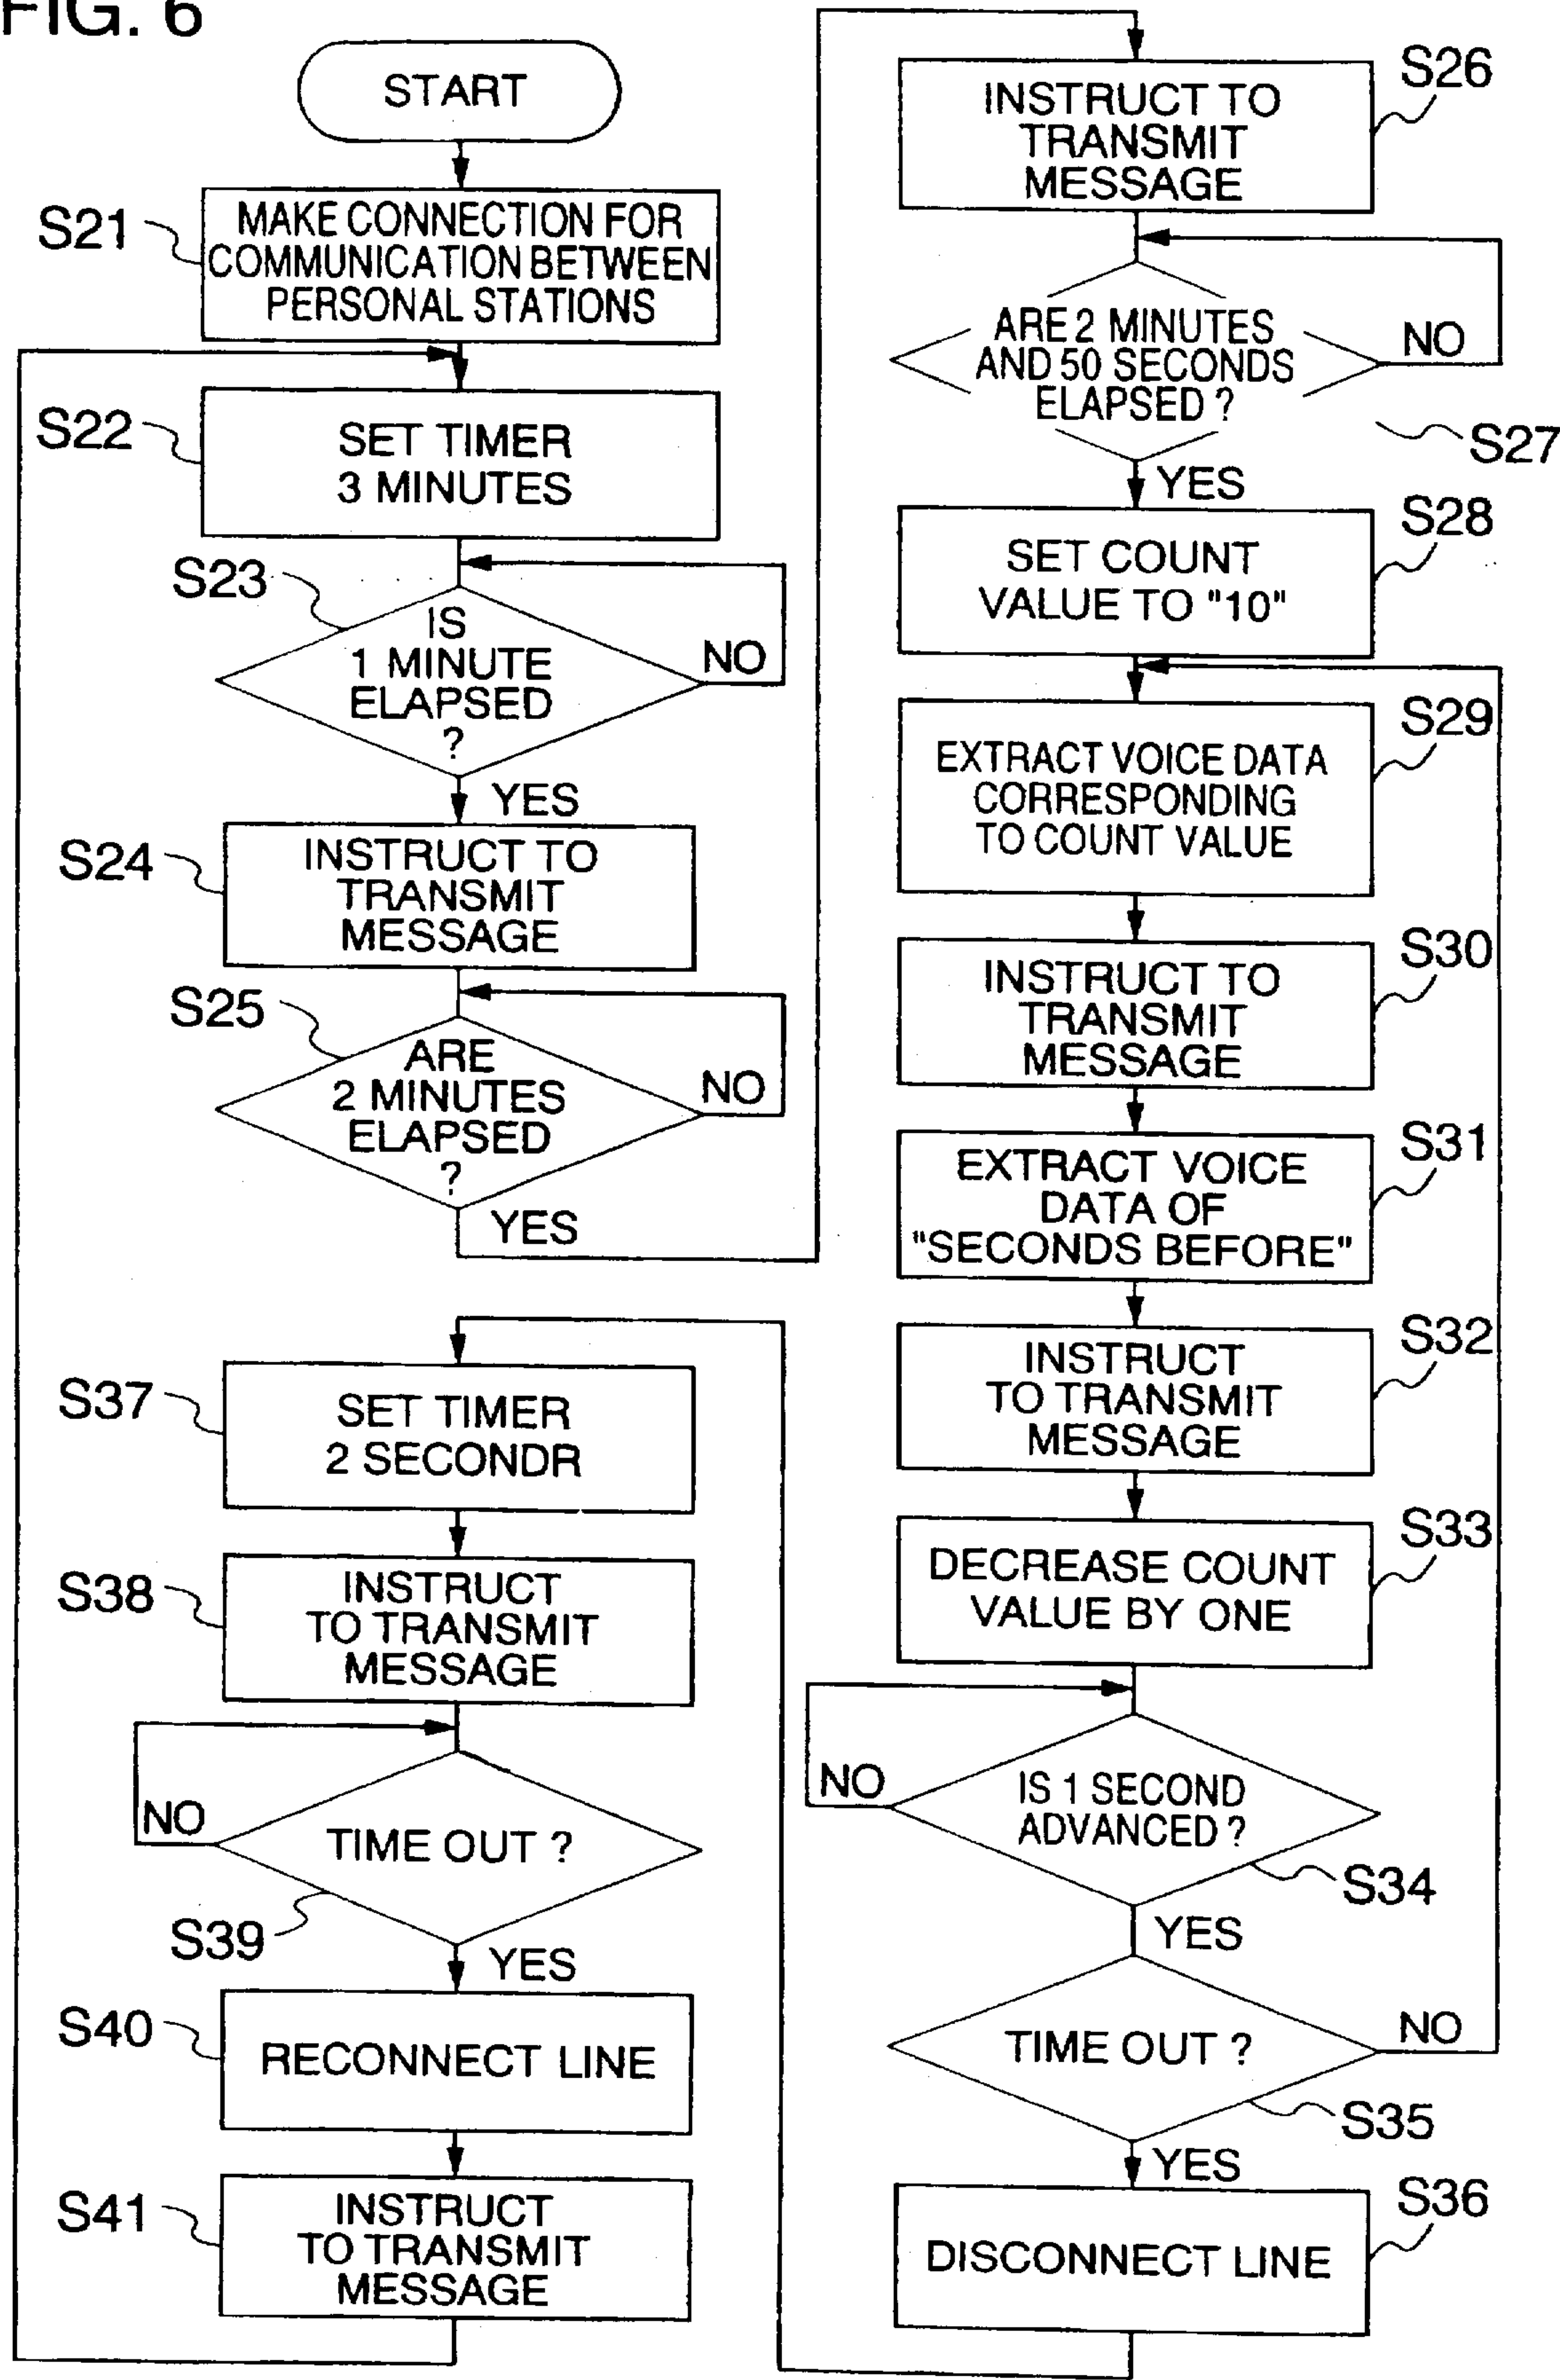 FIG. 6
START
S21
MAKE CONNECTION FOR
COMMUNICATION BETWEEN
PERSONAL STATIONS
S22
SET TIMER
3 MINUTES
S23
IS
1 MINUTE
ELAPSED
?
NO
YES
S24
INSTRUCT TO
TRANSMIT
MESSAGE
S25
ARE
2 MINUTES
ELAPSED
?
NO
YES
S26
INSTRUCT TO
TRANSMIT
MESSAGE
ARE 2 MINUTES
AND 50 SECONDS
ELAPSED ?
NO
S27
YES
S28
SET COUNT
VALUE TO "10"
S29
EXTRACT VOICE DATA
CORRESPONDING
TO COUNT VALUE
S30
INSTRUCT TO
TRANSMIT
MESSAGE
S31
EXTRACT VOICE
DATA OF
"SECONDS BEFORE"
S32
INSTRUCT
TO TRANSMIT
MESSAGE
S33
DECREASE COUNT
VALUE BY ONE
NO
IS 1 SECOND
ADVANCED ?
S34
YES
TIME OUT ?
NO
S35
YES
S36
DISCONNECT LINE
S37
SET TIMER
2 SECONDR
S38
INSTRUCT
TO TRANSMIT
MESSAGE
NO
TIME OUT ?
S39
YES
S40
RECONNECT LINE
S41
INSTRUCT
TO TRANSMIT
MESSAGE